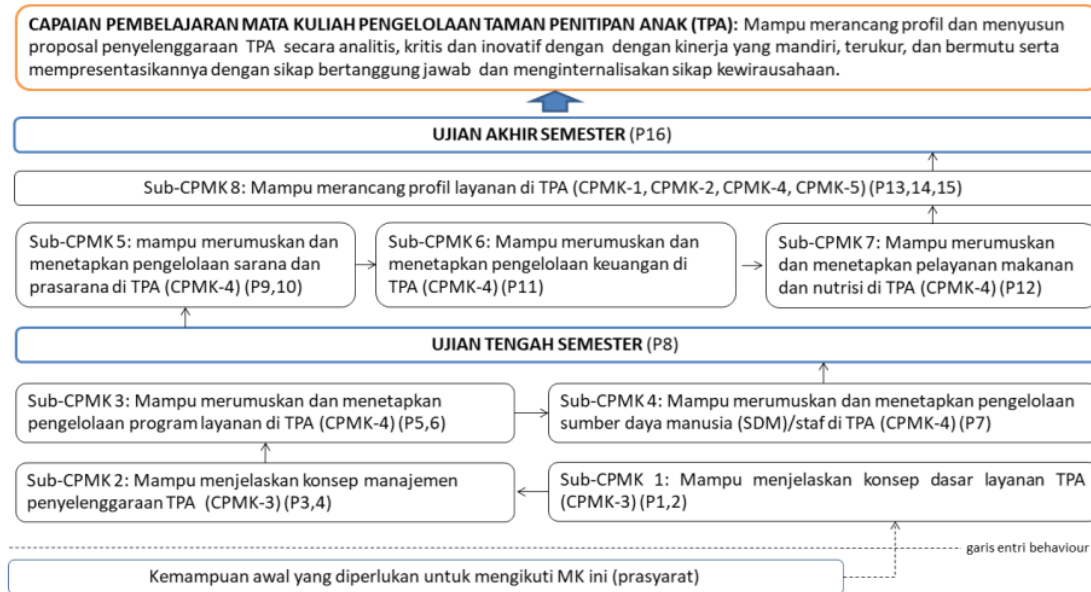 CAPAIAN PEMBELAJARAN MATA KULIAH PENGELOLAAN TAMAN PENITIPAN ANAK (TPA): Mampu merancang profil dan menyusun
proposal penyelenggaraan TPA secara analitis, kritis dan inovatif dengan dengan kinerja yang mandiri, terukur, dan bermutu serta
mempresentasikannya dengan sikap bertanggung jawab dan menginternalisakan sikap kewirausahaan.
UJIAN AKHIR SEMESTER (P16)
Sub-CPMK 8: Mampu merancang profil layanan di TPA (CPMK-1, CPMK-2, CPMK-4, CPMK-5) (P13,14,15)
Sub-CPMK 5: mampu merumuskan dan
menetapkan pengelolaan sarana dan
prasarana di TPA (CPMK-4) (P9,10)
Sub-CPMK 6: Mampu merumuskan dan
menetapkan pengelolaan keuangan di
TPA (CPMK-4) (P11)
Sub-CPMK 7: Mampu merumuskan
dan menetapkan pelayanan makanan
dan nutrisi di TPA (CPMK-4) (P12)
UJIAN TENGAH SEMESTER (P8)
Sub-CPMK 3: Mampu merumuskan dan menetapkan
pengelolaan program layanan di TPA (CPMK-4) (P5,6)
Sub-CPMK 4: Mampu merumuskan dan menetapkan pengelolaan
sumber daya manusia (SDM)/staf di TPA (CPMK-4) (P7)
Sub-CPMK 2: Mampu menjelaskan konsep manajemen
penyelenggaraan TPA (CPMK-3) (P3,4)
Sub-CPMK 1: Mampu menjelaskan konsep dasar layanan TPA
(CPMK-3) (P1,2)
garis entri behaviour
Kemampuan awal yang diperlukan untuk mengikuti MK ini (prasyarat)